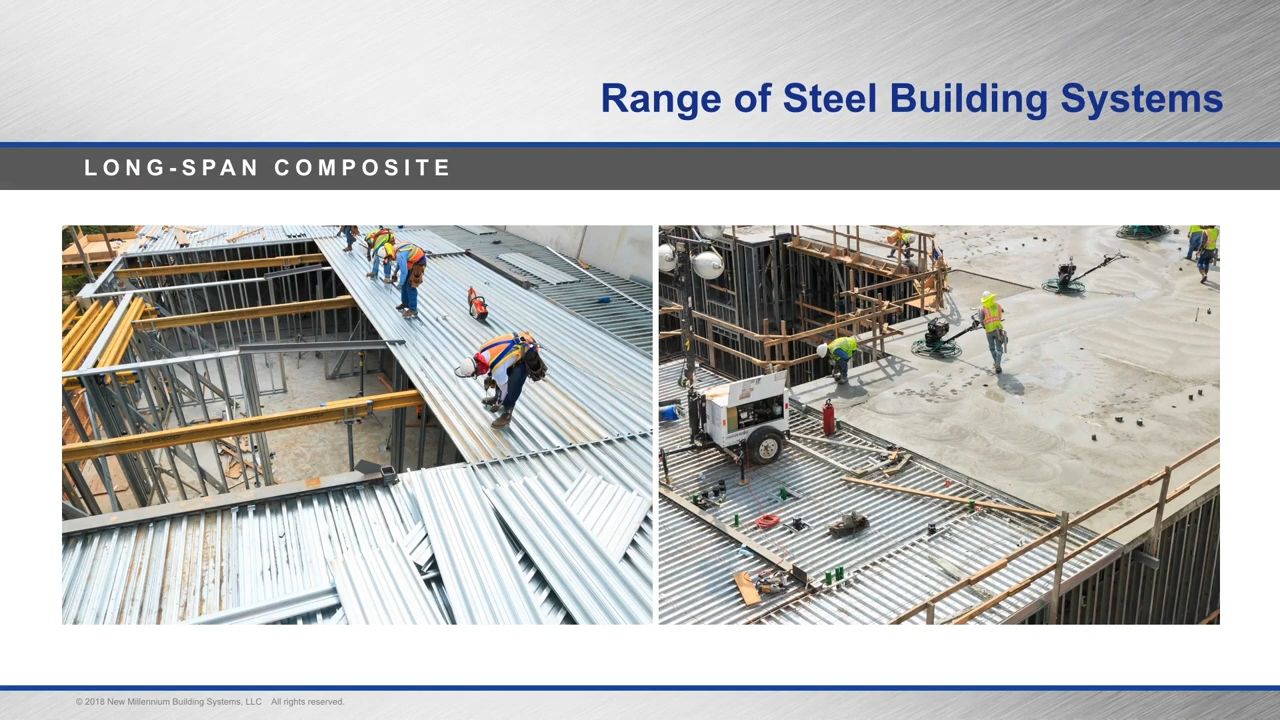 Range of Steel Building Systems
LONG-SPAN COMPOSITE
© 2018 New Millennium Building Systems, LLC All rights reserved.